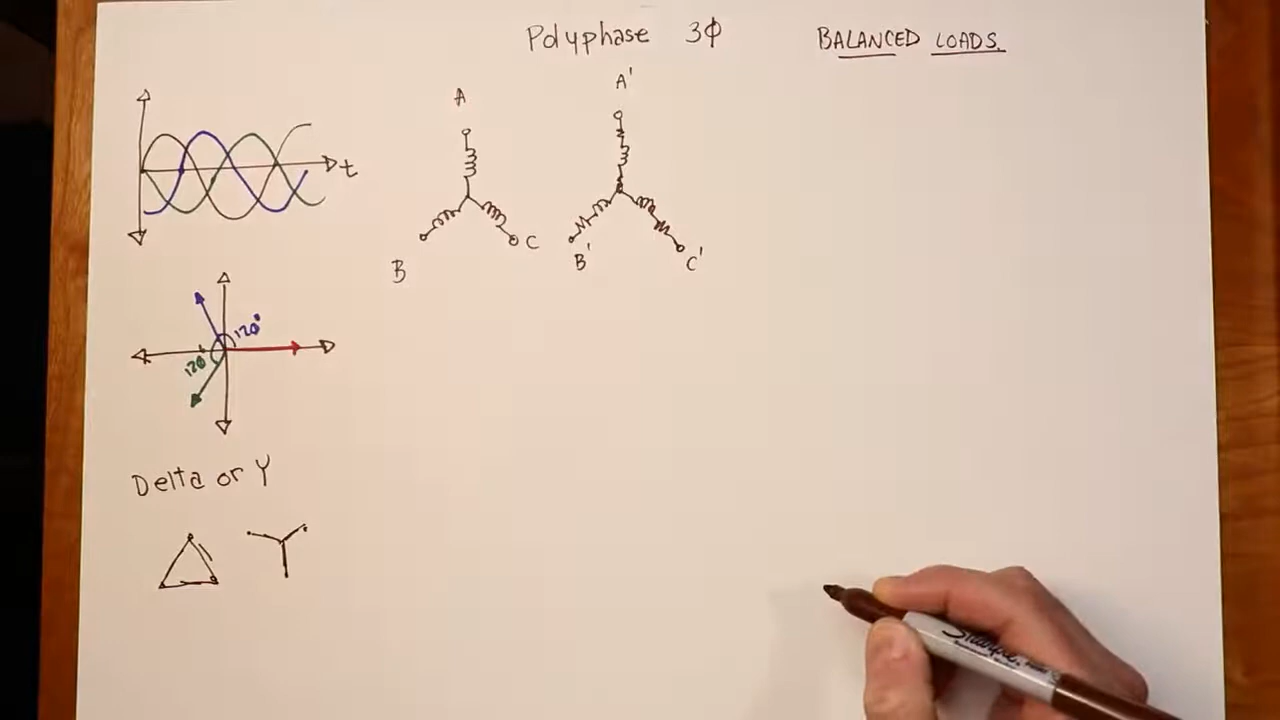 Polyphase 3ϕ
BALANCED LOADS.
A
A'
t
B
C
B'
C'
120°
120
Delta or Y
Sharpie